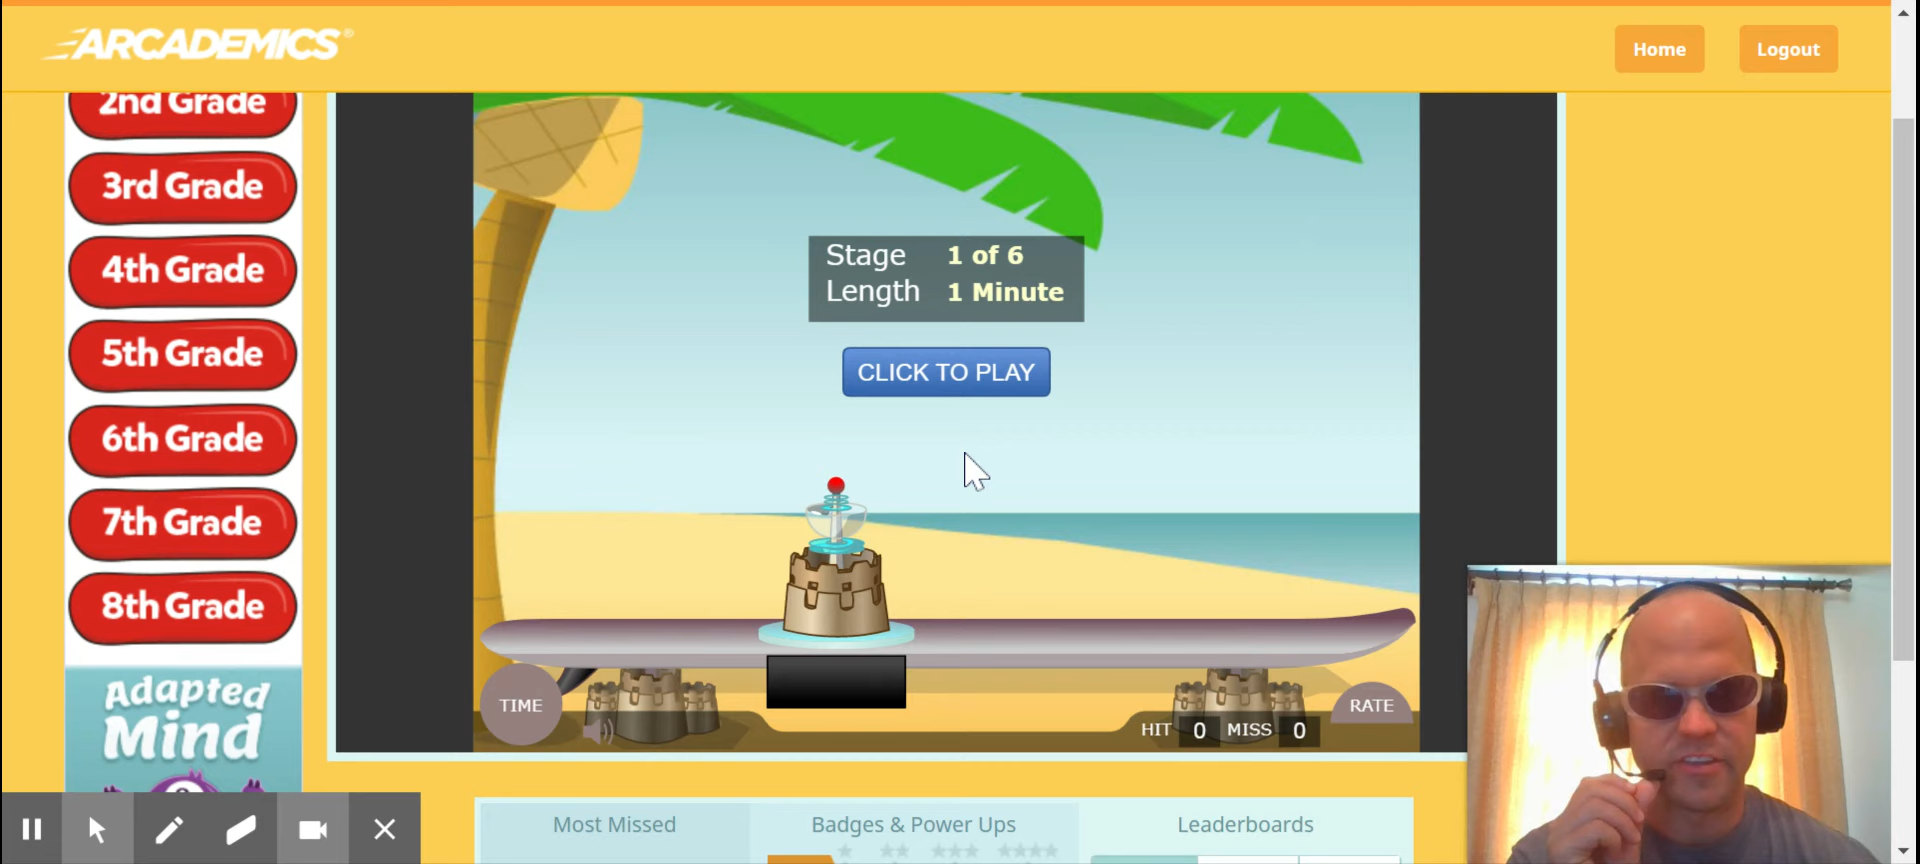 ARCADEMICS®
Home
Logout
2nd Grade
3rd Grade
4th Grade
5th Grade
6th Grade
7th Grade
8th Grade
Adapted
Mind
Stage 1 of 6
Length 1 Minute
CLICK TO PLAY
TIME
HIT 0 MISS 0
RATE
Most Missed
Badges & Power Ups
Leaderboards